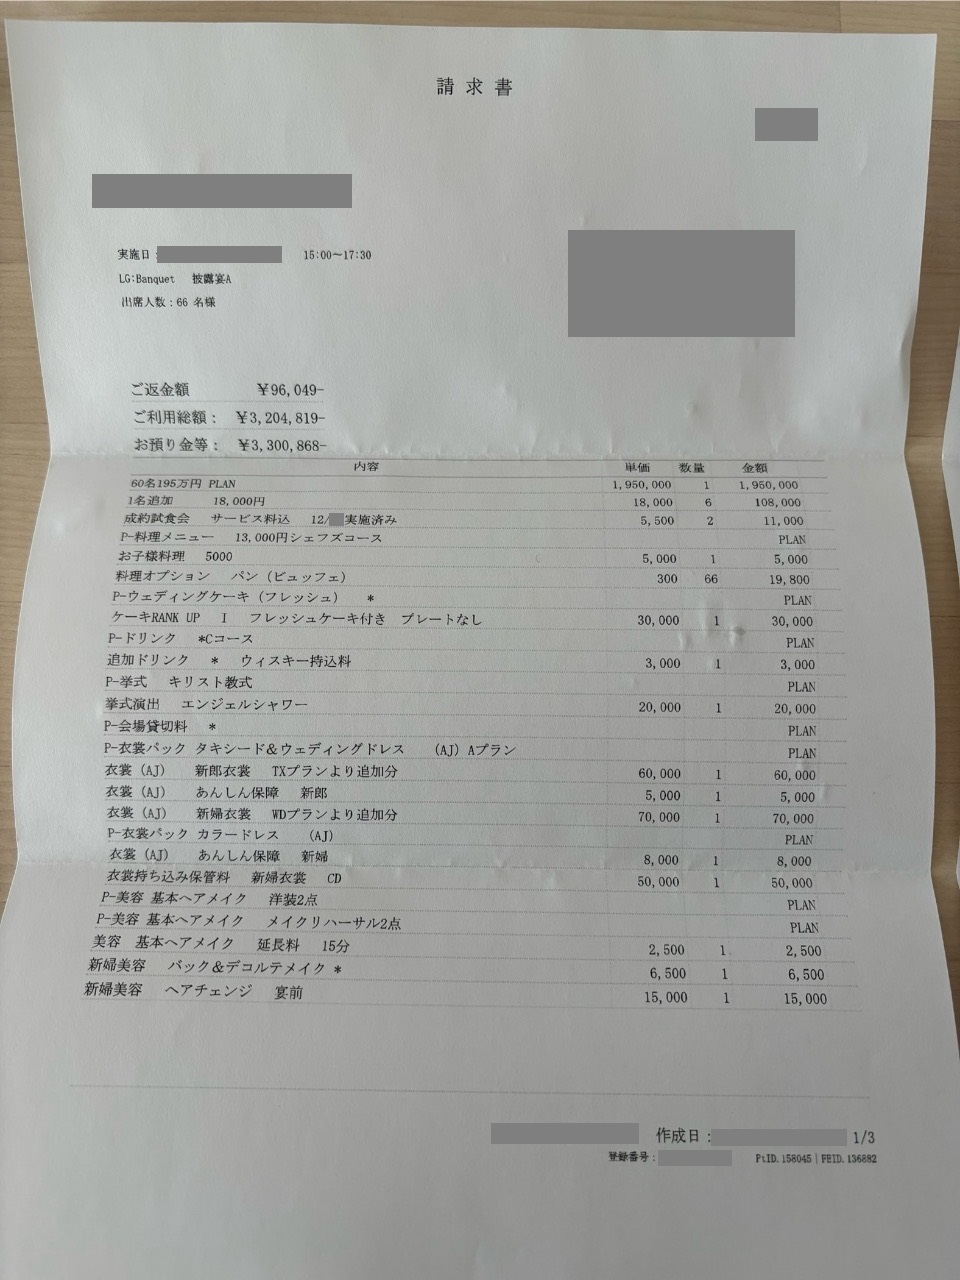 請求書
実施日: 15:00～17:30
LG:Banquet 披露宴A
出席人数：66 名様
ご返金額 ￥96,049-
ご利用総額： ￥3,204,819-
お預り金等： ￥3,300,868-
内容 単価 数量 金額
60名195万円 PLAN 1,950,000 1 1,950,000
1名追加 18,000円 18,000 6 108,000
成約試食会 サービス料込 12/ 実施済み 5,500 2 11,000
P-料理メニュー 13,000円シェフズコース PLAN
お子様料理 5000 5,000 1 5,000
料理オプション パン（ビュッフェ） 300 66 19,800
P-ウェディングケーキ（フレッシュ） * PLAN
ケーキRANK UP I フレッシュケーキ付き プレートなし 30,000 1 30,000
P-ドリンク *Cコース PLAN
追加ドリンク * ウィスキー持込料 3,000 1 3,000
P-挙式 キリスト教式 PLAN
挙式演出 エンジェルシャワー 20,000 1 20,000
P-会場貸切料 * PLAN
P-衣裳パック タキシード＆ウェディングドレス （AJ）Aプラン PLAN
衣裳（AJ） 新郎衣裳 TXプランより追加分 60,000 1 60,000
衣裳（AJ） あんしん保障 新郎 5,000 1 5,000
衣裳（AJ） 新婦衣裳 WDプランより追加分 70,000 1 70,000
P-衣裳パック カラードレス （AJ） PLAN
衣裳（AJ） あんしん保障 新婦 8,000 1 8,000
衣裳持ち込み保管料 新婦衣裳 CD 50,000 1 50,000
P-美容 基本ヘアメイク 洋装2点 PLAN
P-美容 基本ヘアメイク メイクリハーサル2点 PLAN
美容 基本ヘアメイク 延長料 15分 2,500 1 2,500
新婦美容 バック＆デコルテメイク * 6,500 1 6,500
新婦美容 ヘアチェンジ 宴前 15,000 1 15,000
作成日： 1/3
登録番号： PtID.158045 | FEID.136882